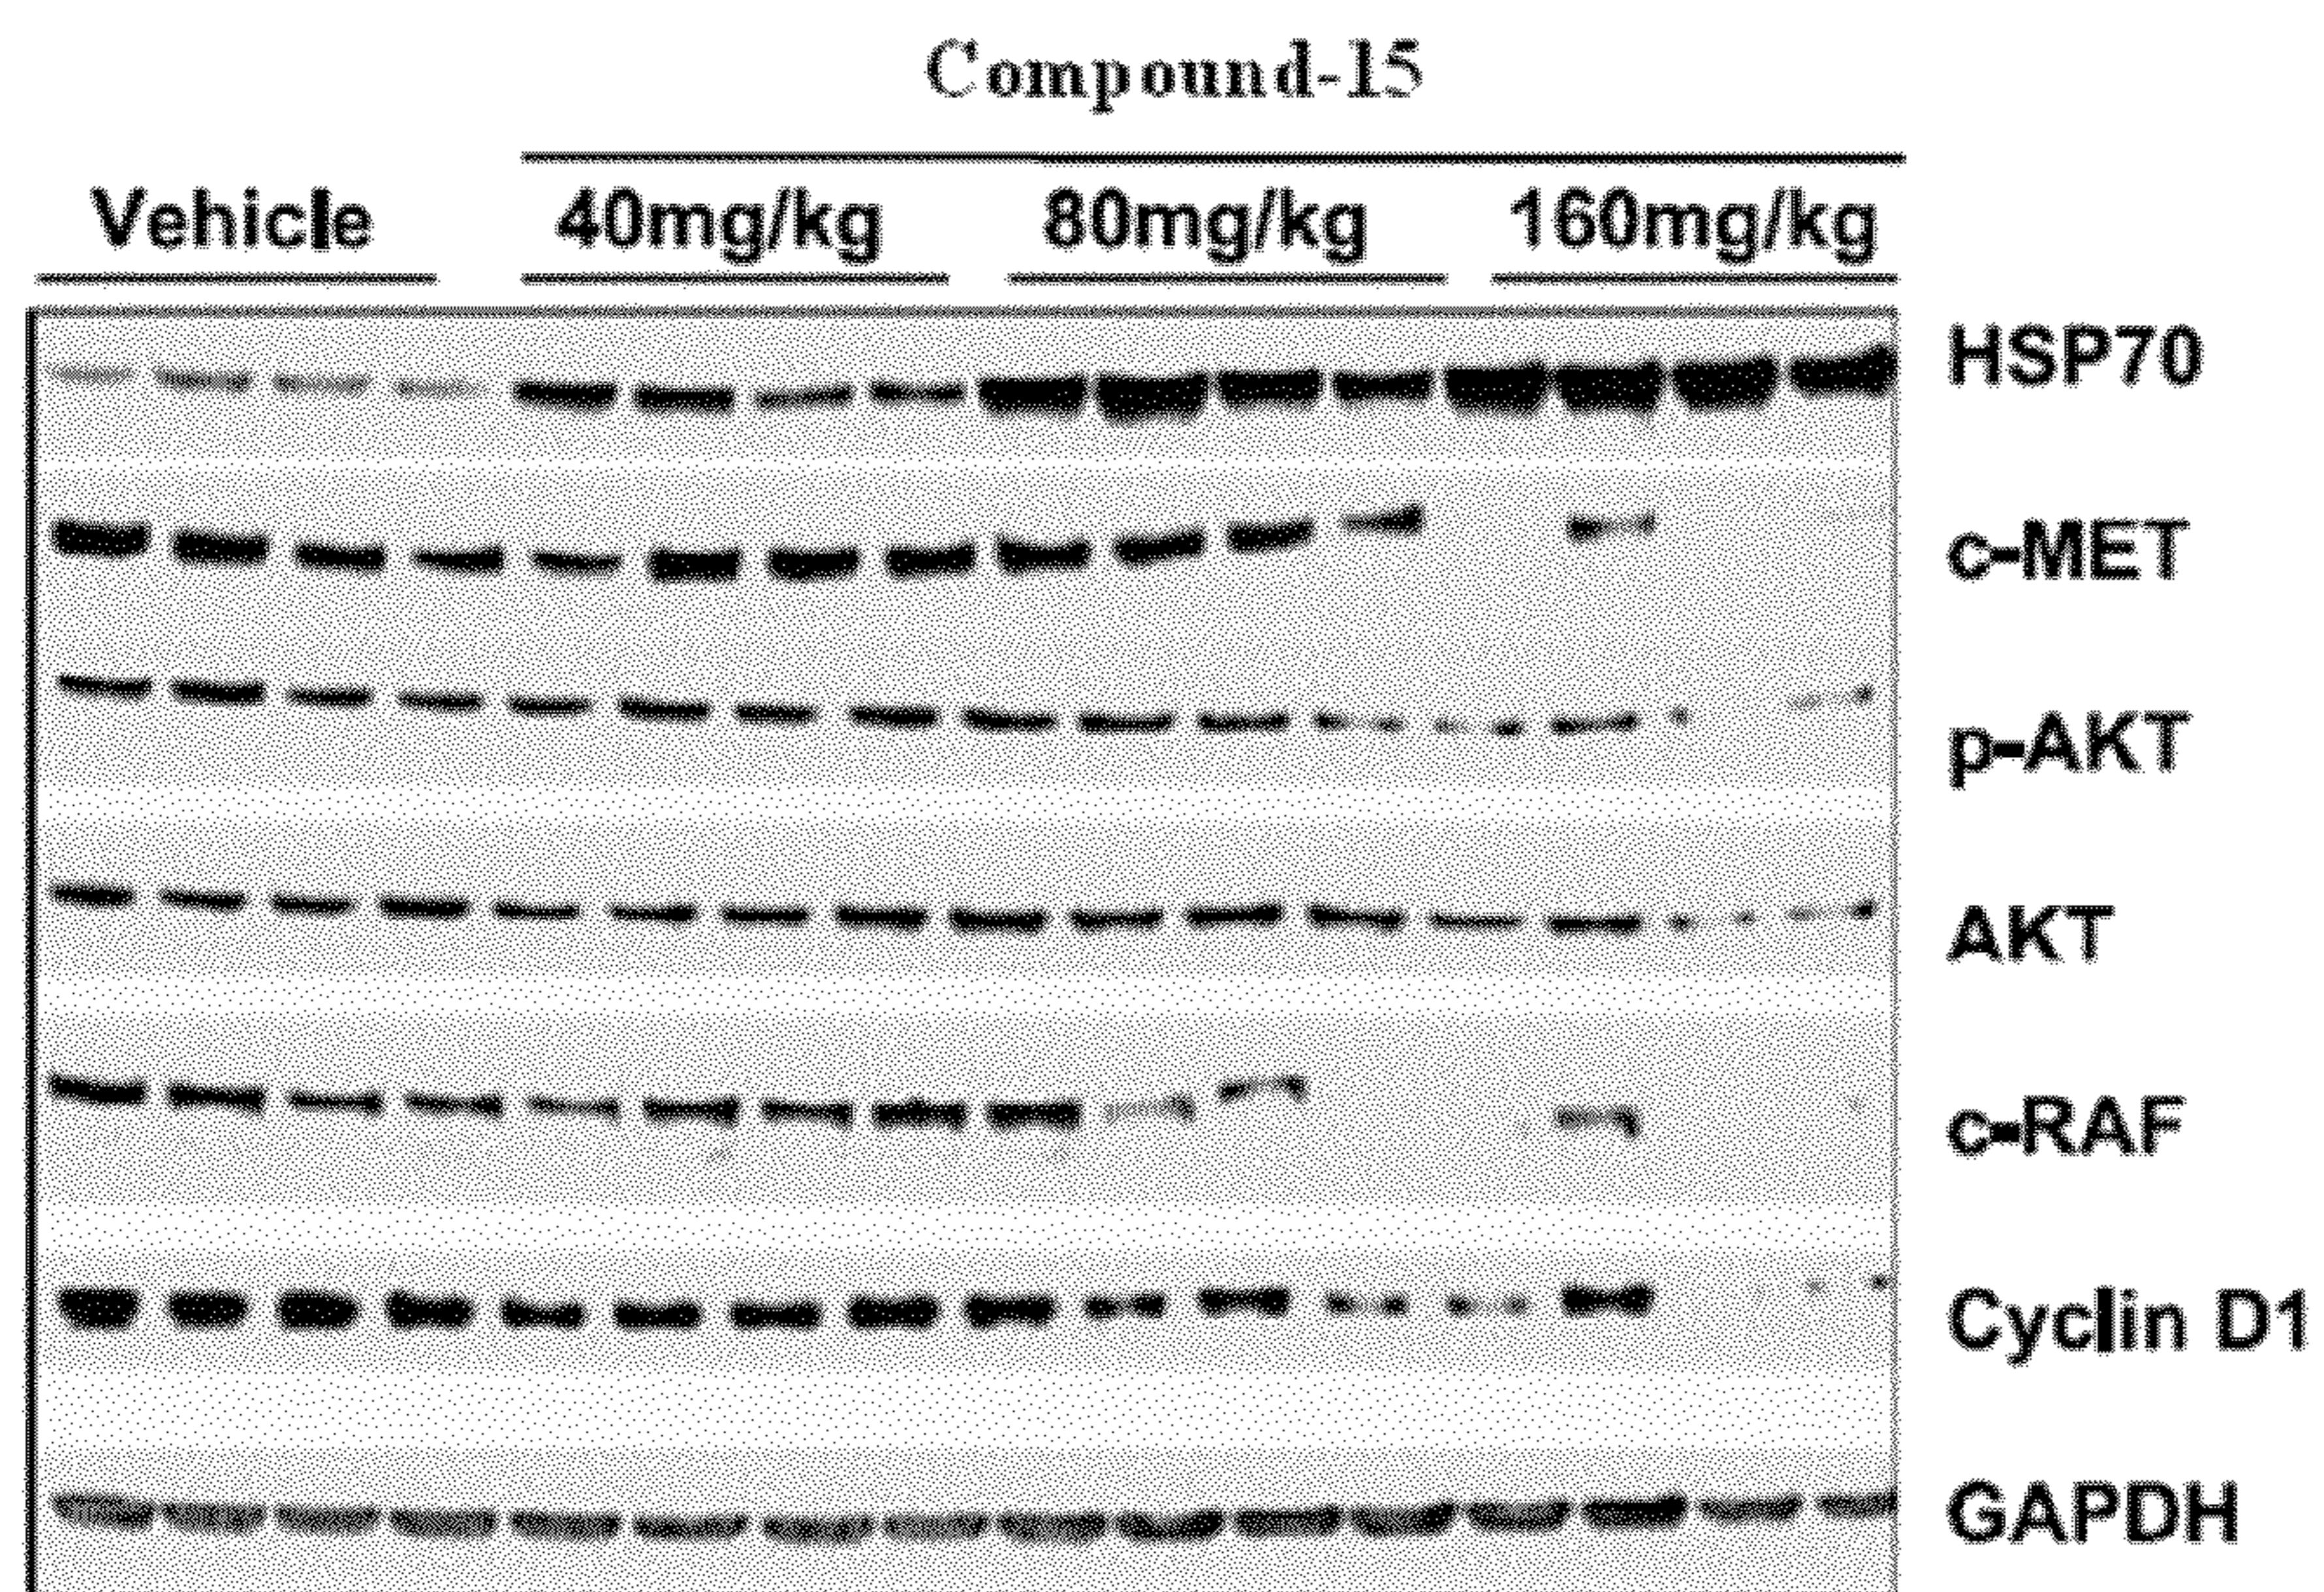 Compound-15
Vehicle 40mg/kg 80mg/kg 160mg/kg
HSP70
c-MET
p-AKT
AKT
c-RAF
Cyclin D1
GAPDH